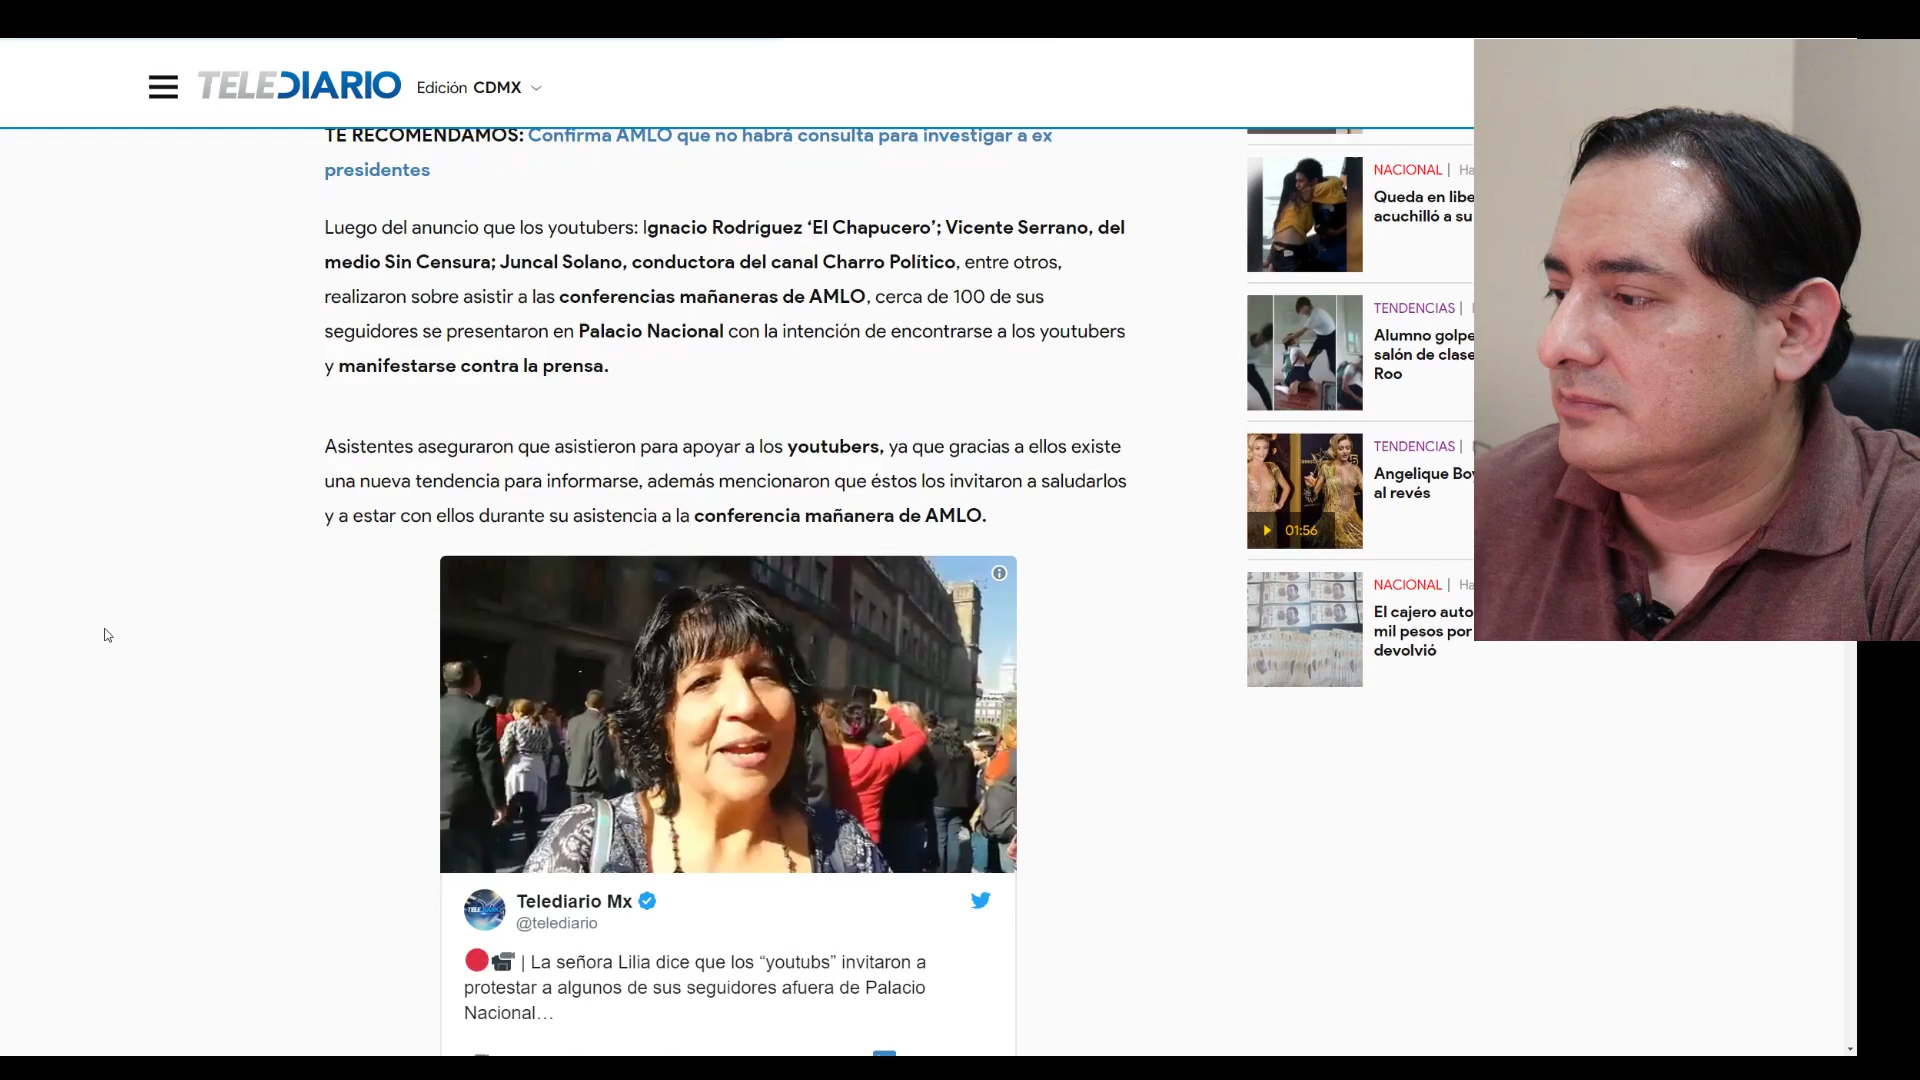 TELEDIARIO Edición CDMX
TE RECOMENDAMOS: Confirma AMLO que no habrá consulta para investigar a ex
presidentes
Luego del anuncio que los youtubers: Ignacio Rodríguez ‘El Chapucero’; Vicente Serrano, del
medio Sin Censura; Juncal Solano, conductora del canal Charro Político, entre otros,
realizaron sobre asistir a las conferencias mañaneras de AMLO, cerca de 100 de sus
seguidores se presentaron en Palacio Nacional con la intención de encontrarse a los youtubers
y manifestarse contra la prensa.
Asistentes aseguraron que asistieron para apoyar a los youtubers, ya que gracias a ellos existe
una nueva tendencia para informarse, además mencionaron que éstos los invitaron a saludarlos
y a estar con ellos durante su asistencia a la conferencia mañanera de AMLO.
Telediario Mx
@telediario
| La señora Lilia dice que los “youtubs” invitaron a
protestar a algunos de sus seguidores afuera de Palacio
Nacional…
NACIONAL | Ha
Queda en libe
acuchilló a su
TENDENCIAS |
Alumno golpe
salón de clase
Roo
TENDENCIAS |
Angelique Boy
al revés
01:56
NACIONAL | Ha
El cajero auto
mil pesos por
devolvió